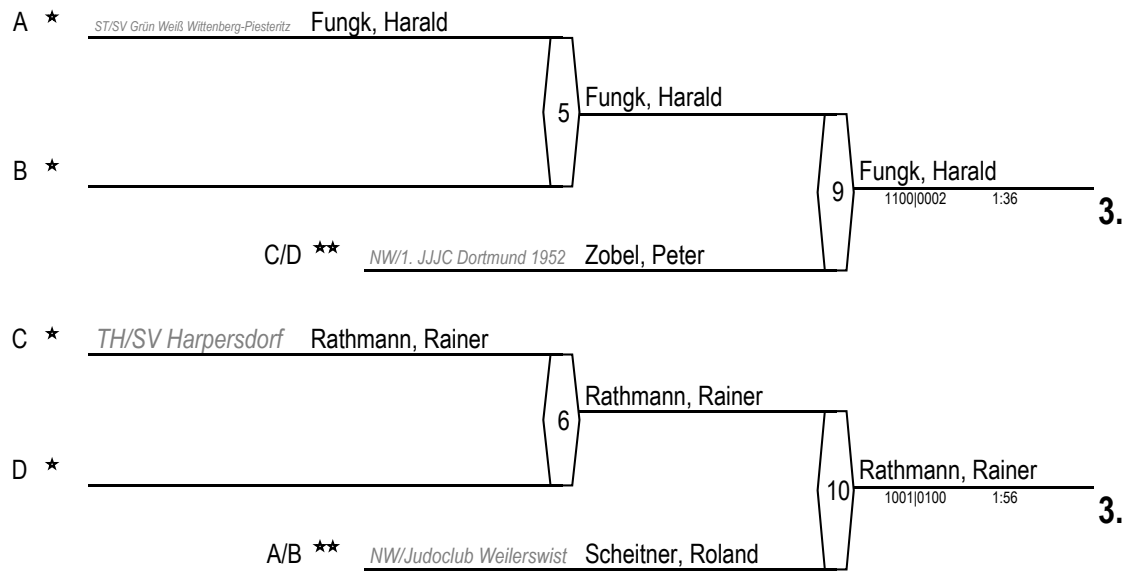 A ST/SV Grün Weiß Wittenberg-Piesteritz Fungk, Harald
5 Fungk, Harald
B
9 Fungk, Harald
1100|0002 1:36
3.
C/D NW/1. JJJC Dortmund 1952 Zobel, Peter
C TH/SV Harpersdorf Rathmann, Rainer
6 Rathmann, Rainer
D
10 Rathmann, Rainer
1001|0100 1:56
3.
A/B NW/Judoclub Weilerswist Scheitner, Roland